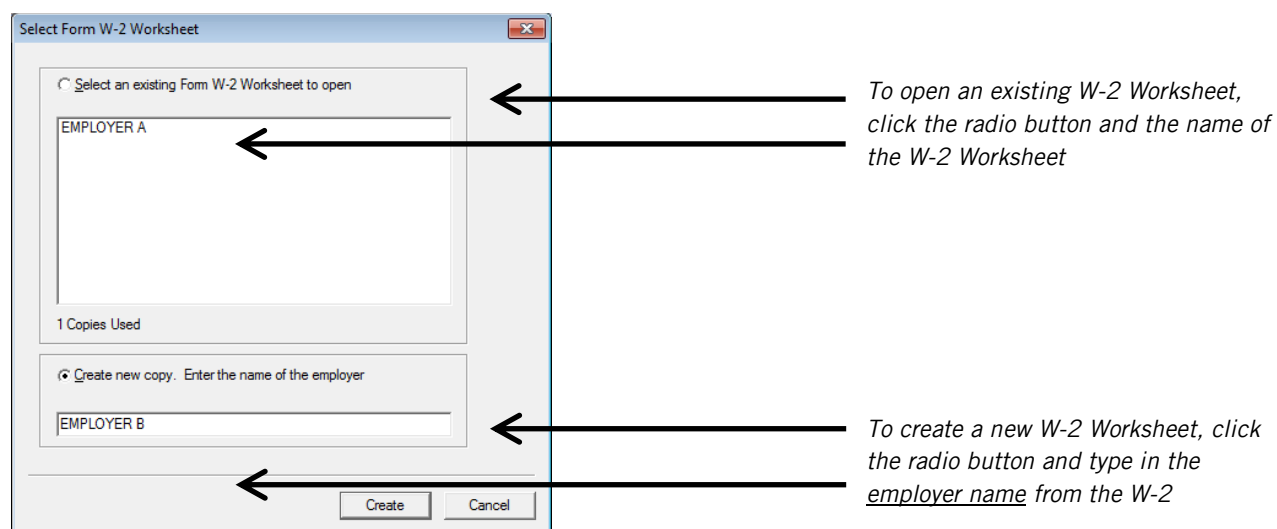 Select Form W-2 Worksheet
Select an existing Form W-2 Worksheet to open
EMPLOYER A
1 Copies Used
Create new copy. Enter the name of the employer
EMPLOYER B
Create Cancel
To open an existing W-2 Worksheet,
click the radio button and the name of
the W-2 Worksheet
To create a new W-2 Worksheet, click
the radio button and type in the
employer name from the W-2